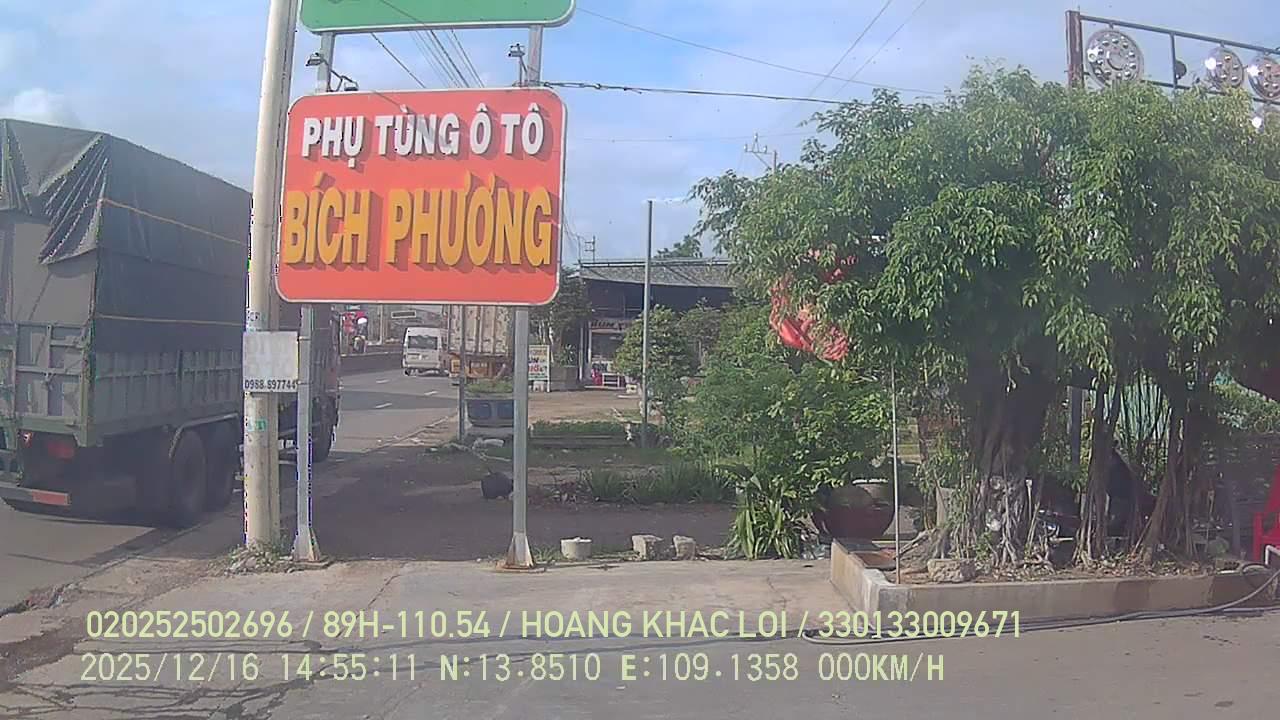 PHỤ TÙNG Ô TÔ
BÍCH PHƯỢNG
0988.897744
020252502696 / 89H-110.54 / HOANG KHAC LOI / 330133009671
2025/12/16 14:55:11 N:13.8510 E:109.1358 000KM/H